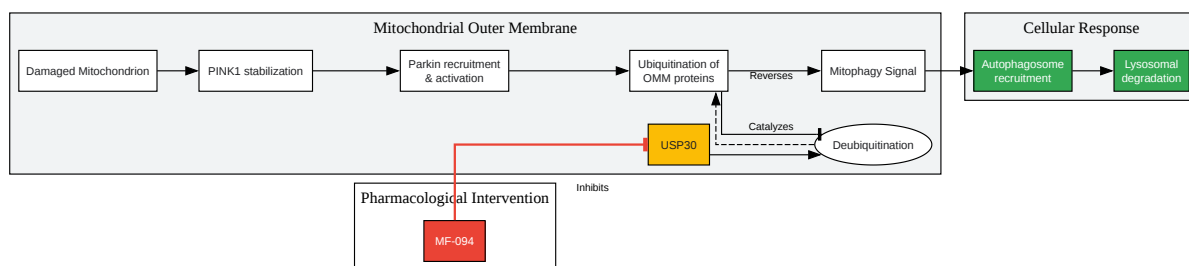 Mitochondrial Outer Membrane
Cellular Response
Damaged Mitochondrion
PINK1 stabilization
Parkin recruitment
& activation
Ubiquitination of
OMM proteins
Reverses
Mitophagy Signal
Autophagosome
recruitment
Lysosomal
degradation
Catalyzes
USP30
Deubiquitination
Inhibits
Pharmacological Intervention
MF-094